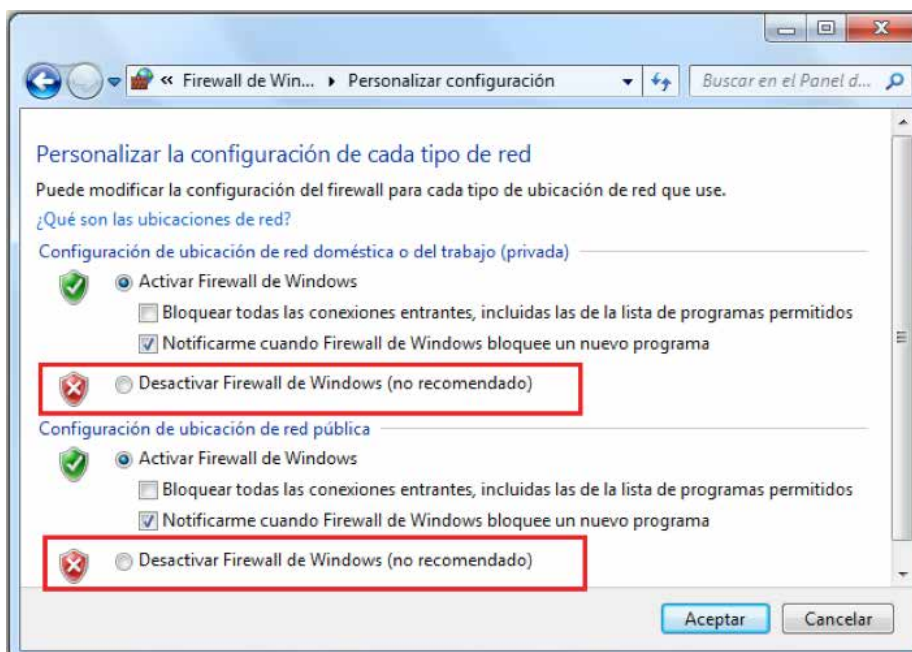 « Firewall de Win... ▸ Personalizar configuración
Buscar en el Panel d...
Personalizar la configuración de cada tipo de red
Puede modificar la configuración del firewall para cada tipo de ubicación de red que use.
¿Qué son las ubicaciones de red?
Configuración de ubicación de red doméstica o del trabajo (privada)
Activar Firewall de Windows
Bloquear todas las conexiones entrantes, incluidas las de la lista de programas permitidos
Notificarme cuando Firewall de Windows bloquee un nuevo programa
Desactivar Firewall de Windows (no recomendado)
Configuración de ubicación de red pública
Activar Firewall de Windows
Bloquear todas las conexiones entrantes, incluidas las de la lista de programas permitidos
Notificarme cuando Firewall de Windows bloquee un nuevo programa
Desactivar Firewall de Windows (no recomendado)
Aceptar
Cancelar